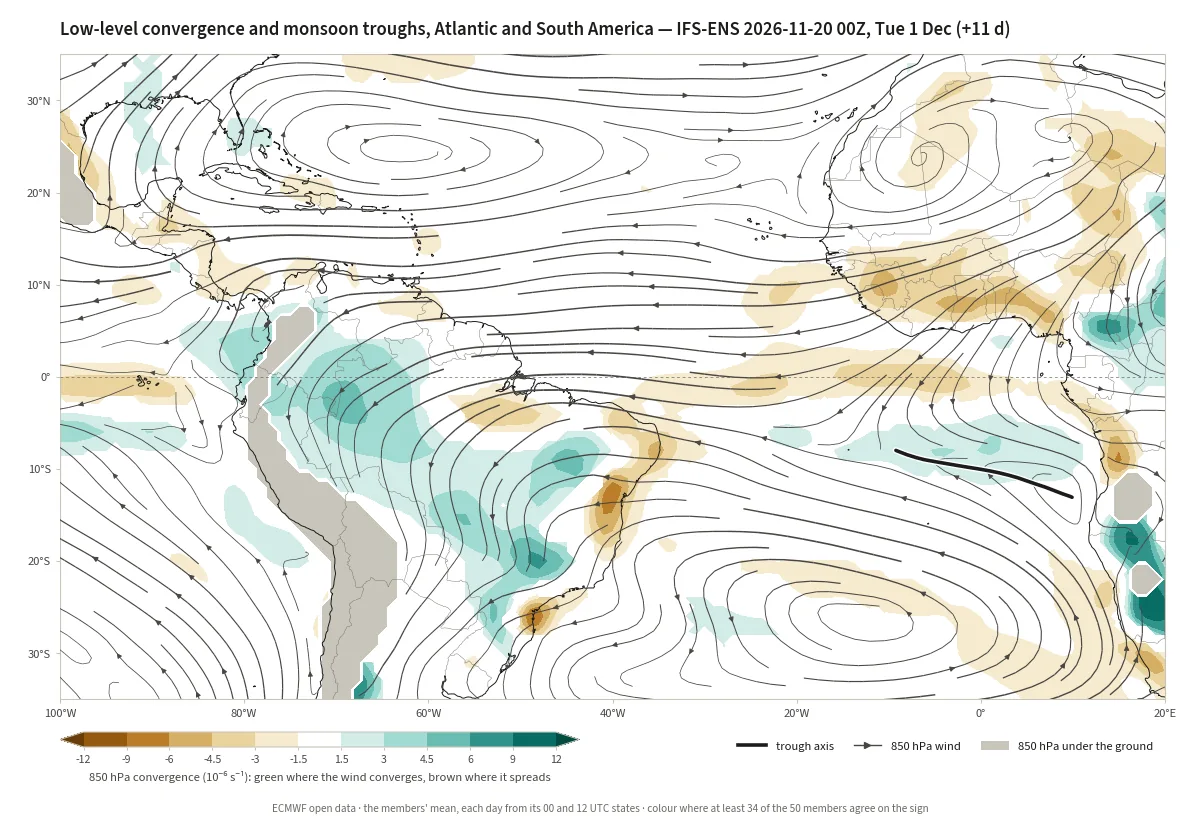 Low-level convergence and monsoon troughs, Atlantic and South America — IFS-ENS 2026-11-20 00Z, Tue 1 Dec (+11 d)
30°N
20°N
10°N
0°
10°S
20°S
30°S
100°W 80°W 60°W 40°W 20°W 0° 20°E
-12 -9 -6 -4.5 -3 -1.5 1.5 3 4.5 6 9 12
850 hPa convergence (10⁻⁶ s⁻¹): green where the wind converges, brown where it spreads
trough axis 850 hPa wind 850 hPa under the ground
ECMWF open data · the members' mean, each day from its 00 and 12 UTC states · colour where at least 34 of the 50 members agree on the sign